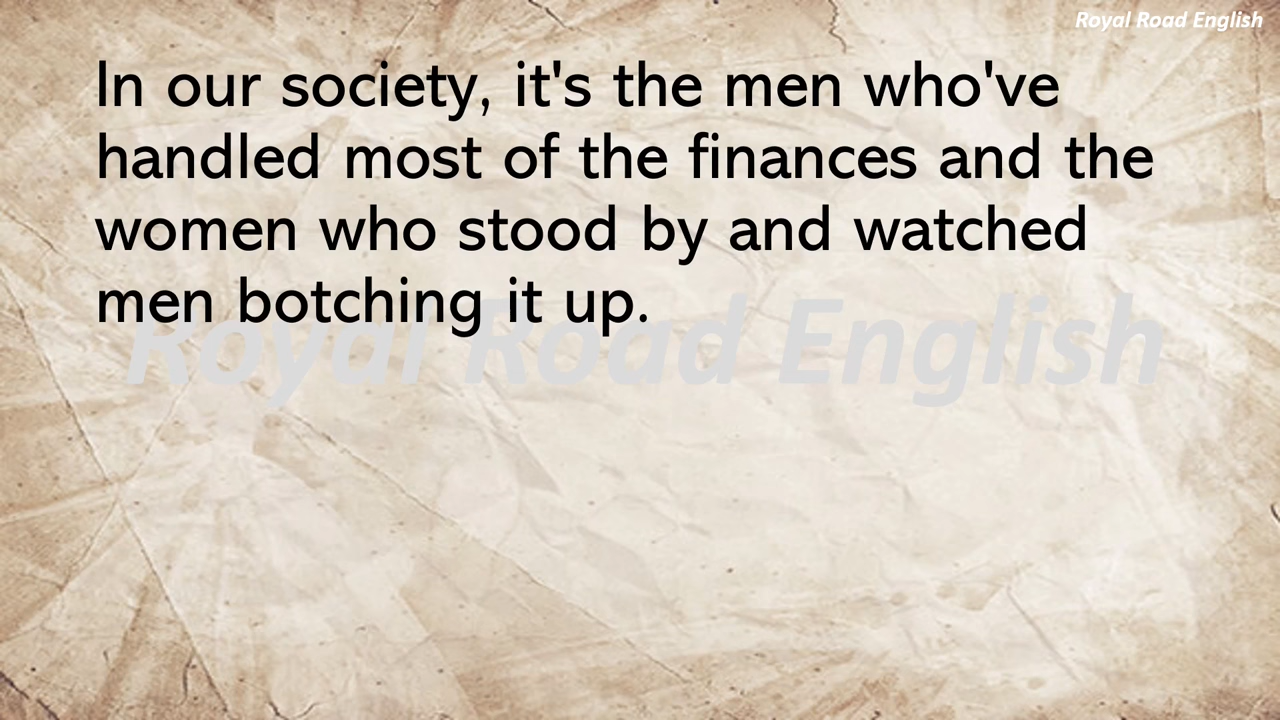 Royal Road English
In our society, it's the men who've
handled most of the finances and the
women who stood by and watched
men botching it up.
Royal Road English